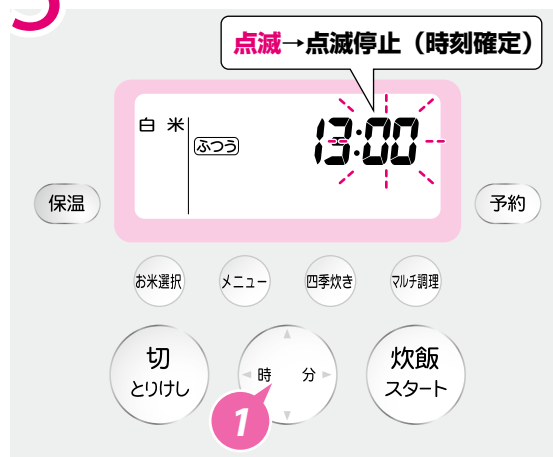 点滅→点滅停止（時刻確定）
白米
ふつう
13:00
保温
予約
お米選択
メニュー
四季炊き
マルチ調理
切
とりけし
時 分
炊飯
スタート
1